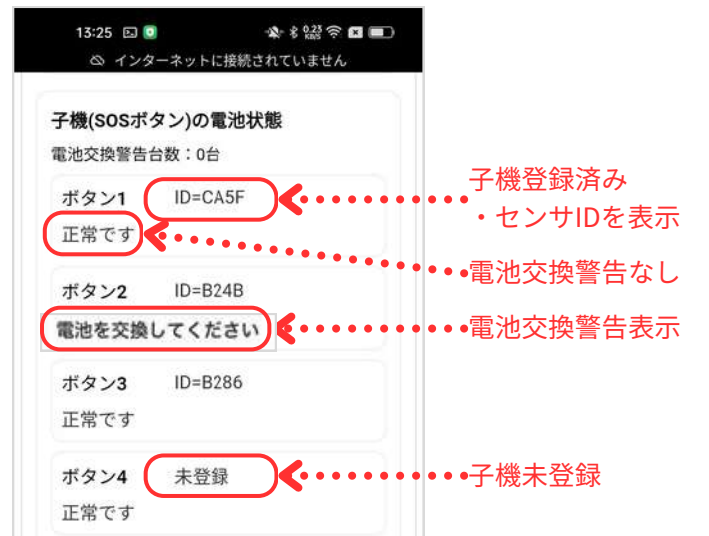 13:25
0.23 KB/S
インターネットに接続されていません
子機(SOSボタン)の電池状態
電池交換警告台数：0台
ボタン1 ID=CA5F
正常です
ボタン2 ID=B24B
電池を交換してください
ボタン3 ID=B286
正常です
ボタン4 未登録
正常です
子機登録済み
・センサIDを表示
電池交換警告なし
電池交換警告表示
子機未登録